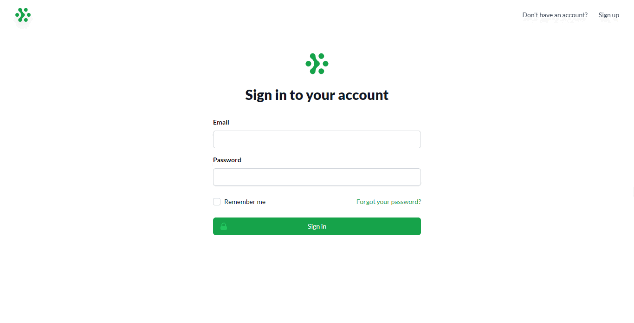 Don't have an account? Sign up
Sign in to your account
Email
Password
Remember me Forgot your password?
Sign in